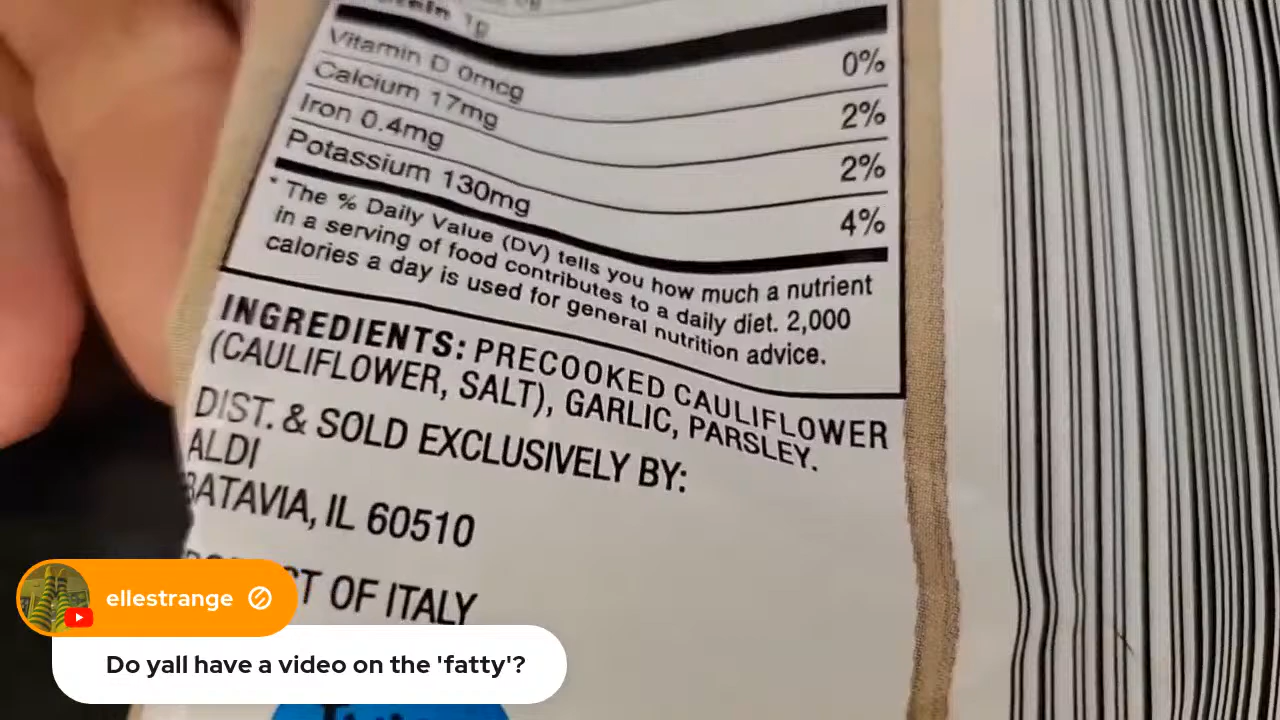 1g
0%
Vitamin D 0mcg
2%
Calcium 17mg
2%
Iron 0.4mg
4%
Potassium 130mg
* The % Daily Value (DV) tells you how much a nutrient
in a serving of food contributes to a daily diet. 2,000
calories a day is used for general nutrition advice.
INGREDIENTS: PRECOOKED CAULIFLOWER
(CAULIFLOWER, SALT), GARLIC, PARSLEY.
DIST. & SOLD EXCLUSIVELY BY:
ALDI
BATAVIA, IL 60510
OF ITALY
ellestrange
Do yall have a video on the 'fatty'?